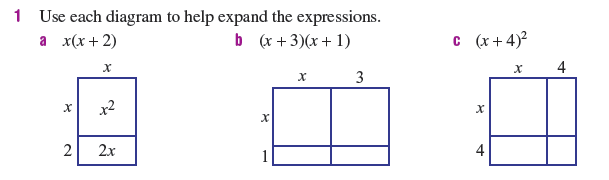 1 Use each diagram to help expand the expressions.
a x(x + 2) b (x + 3)(x + 1) c (x + 4)²
x x 3 x 4
x x² x x
2 2x 1 4